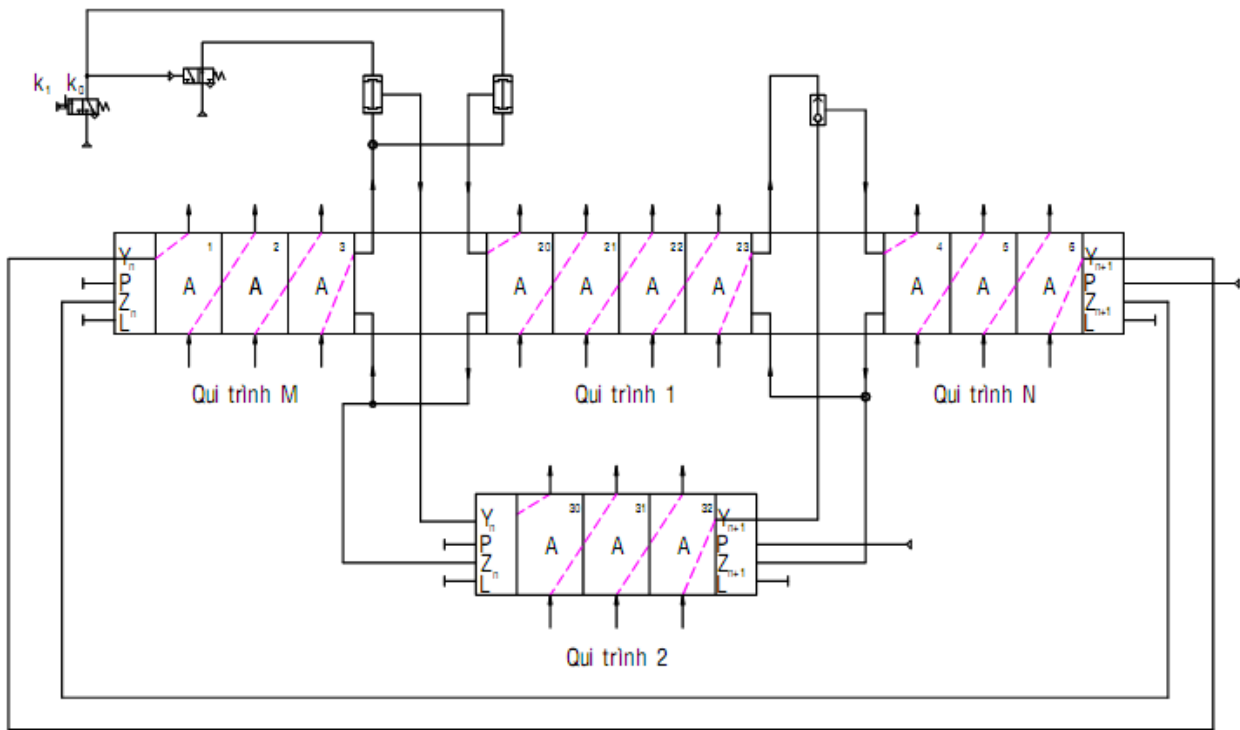 k₁ k₀
1 2 3 20 21 22 23 4 5 6
Yₙ Yₙ₊₁
P P
A A A A A A A A A A
Zₙ Zₙ₊₁
L L
Qui trình M Qui trình 1 Qui trình N
30 31 32
Yₙ Yₙ₊₁
P A A A P
Zₙ Zₙ₊₁
L L
Qui trình 2